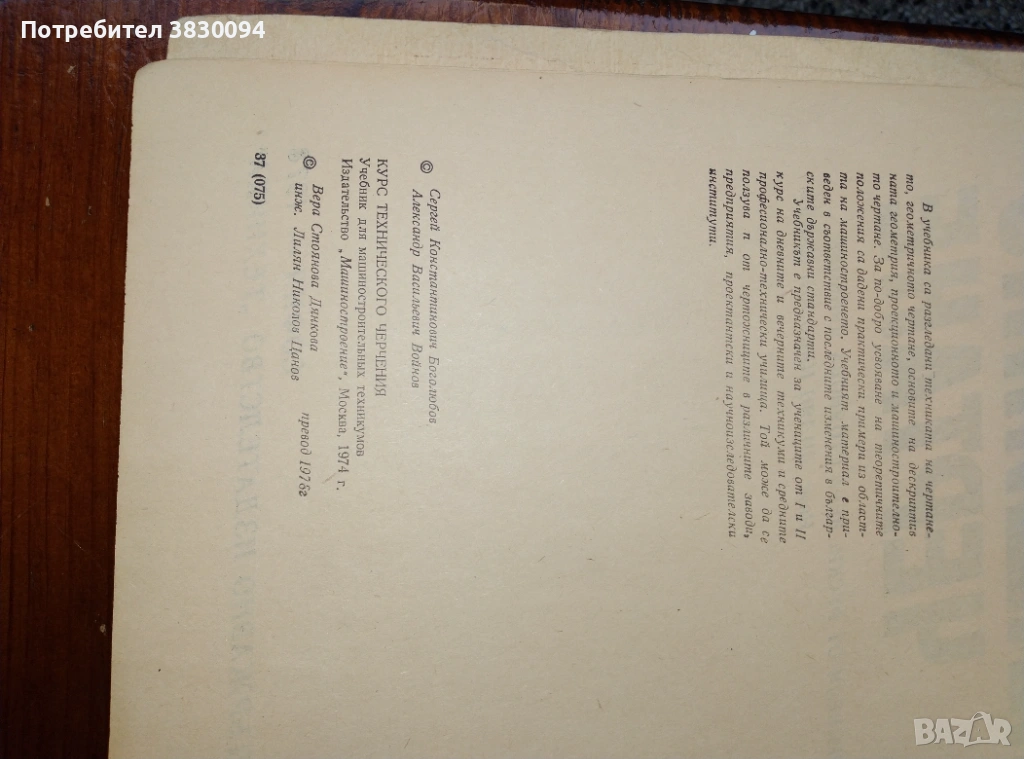 Потребител 3830094
В учебника са разгледани техниката на чертане-
то, геометричното чертане, основите на дескриптив
ната геометрия, проекционното и машиностроително-
то чертане. За по-добро усвояване на теоретичните
положения са дадени практически примери из област-
та на машиностроенето. Учебният материал е при-
веден в съответствие с последните изменения в българ-
ските държавни стандарти.
Учебникът е предназначен за учениците от I и II
курс на дневните и вечерните техникуми и средните
професионално-технически училища. Той може да се
ползува п от чертожниците в различните заводи,
предприятия, проектантски и научноизследователски
институти.
© Сергей Константинович Боголюбов
Александр Васильевич Войнов
КУРС ТЕХНИЧЕСКОГО ЧЕРЧЕНИЯ
Учебник для машиностроительных техникумов
Издательство „Машиностроение", Москва, 1974 г.
© Вера Стоянова Дянкова
инж. Лилян Николов Цанов
превод 1976г
37 (075)
BAZAR